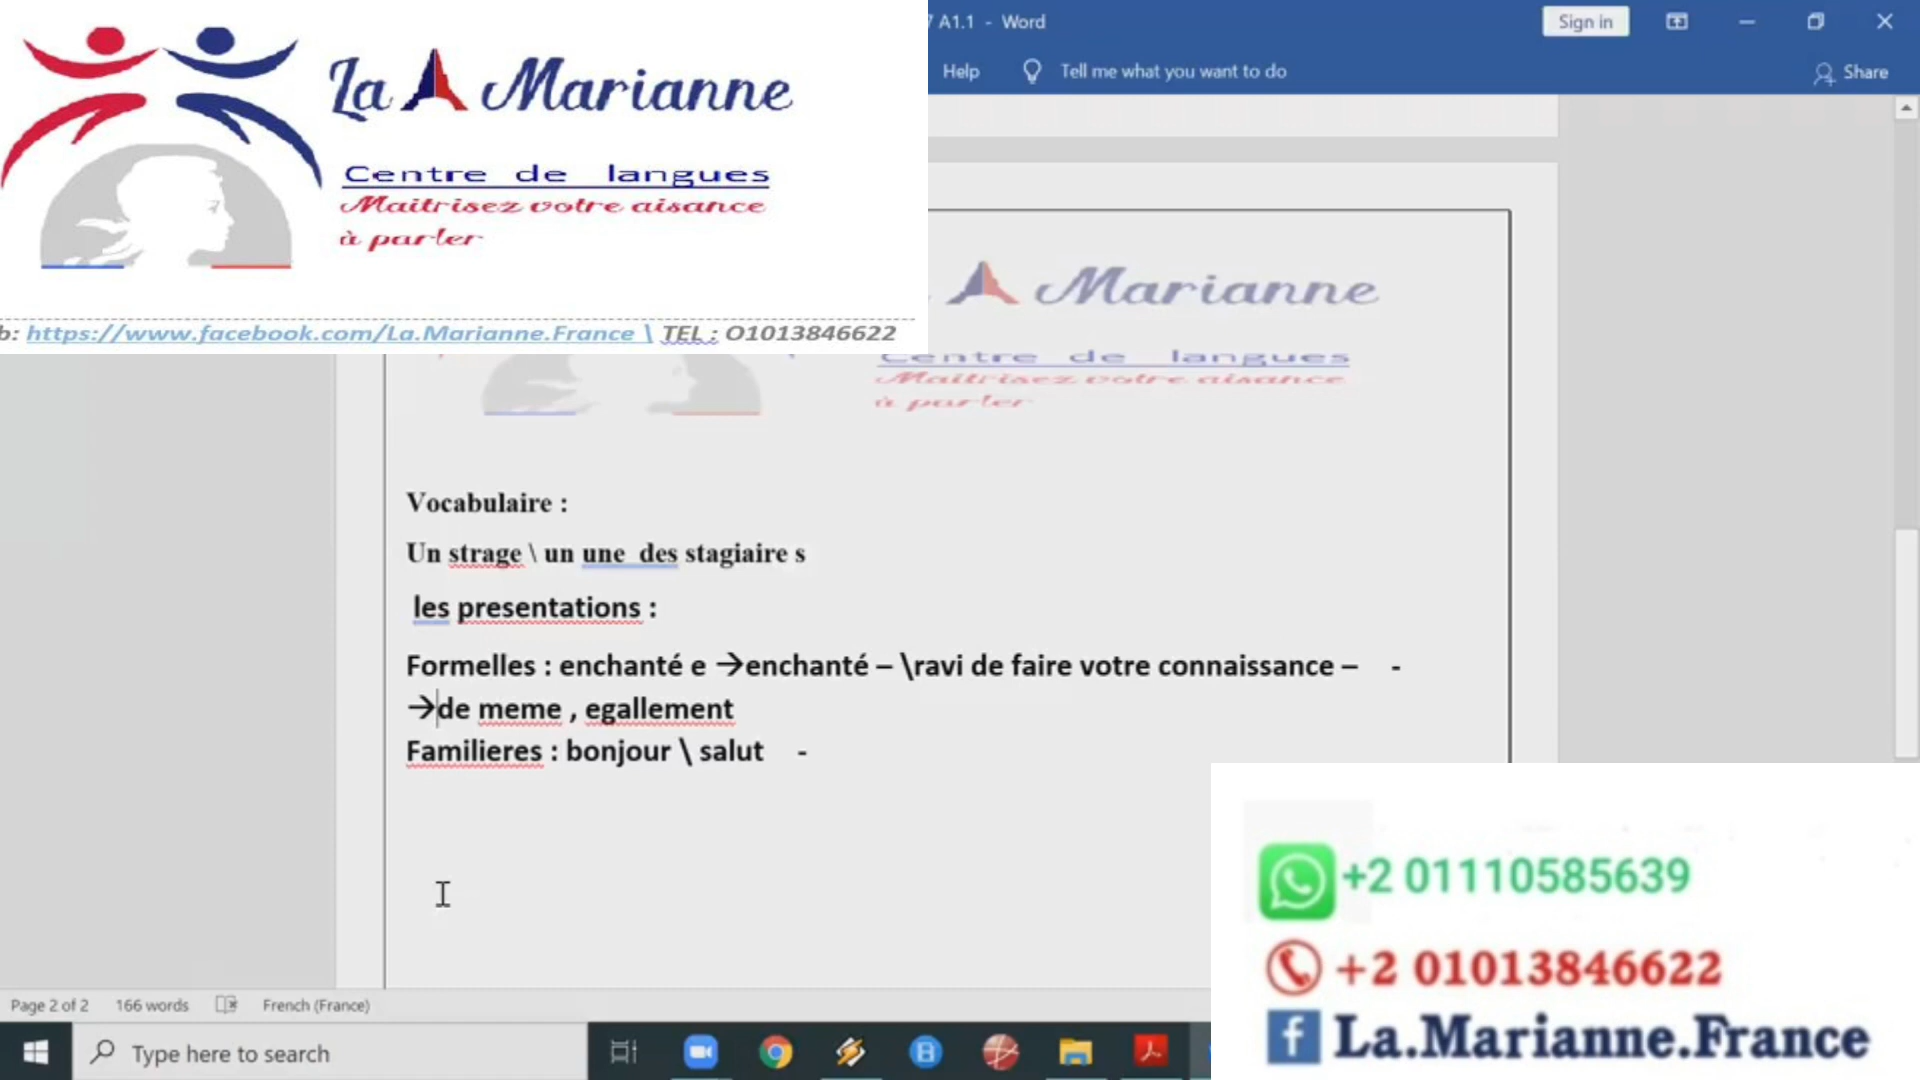 La Marianne
Centre de langues
Maitrisez votre aisance
à parler
b: https://www.facebook.com/La.Marianne.France \ TEL : O1013846622
7 A1.1 - Word
Sign in
Help
Tell me what you want to do
Share
Marianne
Centre de langues
Maitrisez votre aisance
à parler
Vocabulaire :
Un strage \ un une des stagiaire s
les presentations :
Formelles : enchanté e →enchanté – \ravi de faire votre connaissance – -
→de meme , egallement
Familieres : bonjour \ salut -
+2 01110585639
+2 01013846622
f La.Marianne.France
Page 2 of 2 166 words French (France)
Type here to search